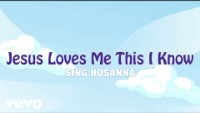 Jesus Loves Me This I Know
SING HOSANNA
vevo